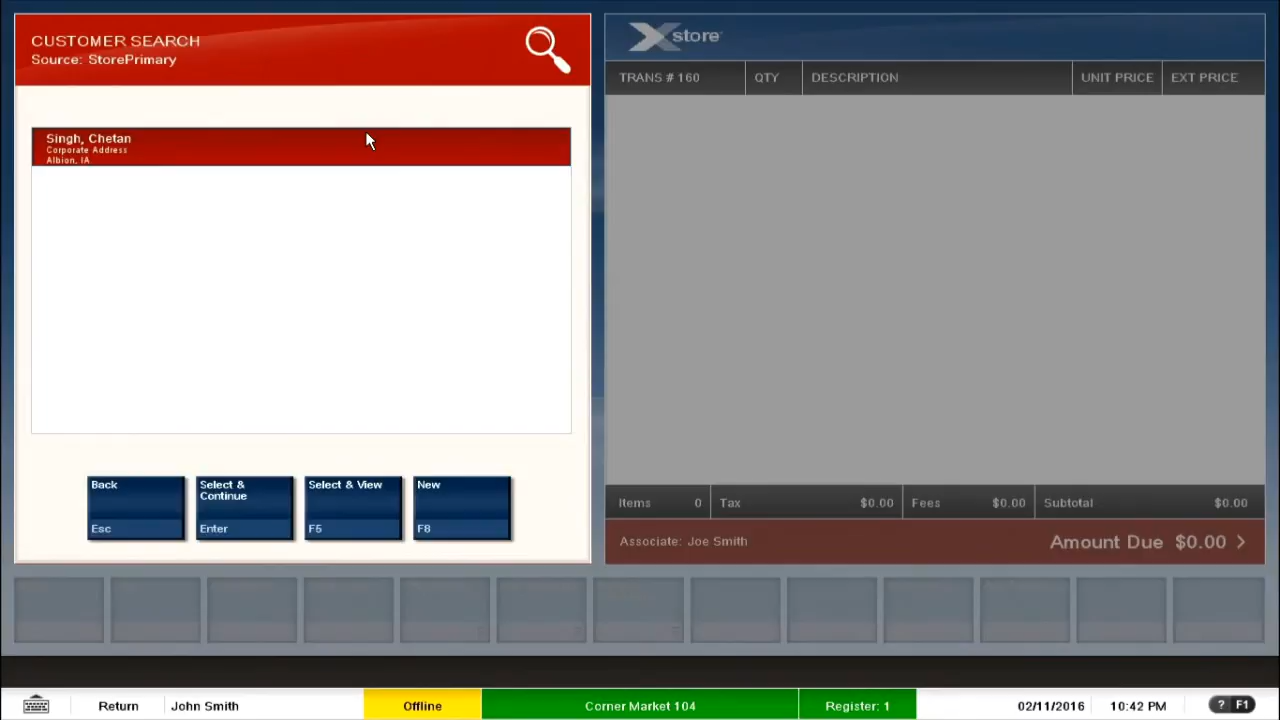 CUSTOMER SEARCH
Source: StorePrimary
Singh, Chetan
Corporate Address
Albion, IA
Back
Esc
Select &
Continue
Enter
Select & View
F5
New
F8
Xstore
TRANS # 160 QTY DESCRIPTION UNIT PRICE EXT PRICE
Items 0 Tax $0.00 Fees $0.00 Subtotal $0.00
Associate: Joe Smith Amount Due $0.00 >
Return John Smith Offline Corner Market 104 Register: 1 02/11/2016 10:42 PM ? F1